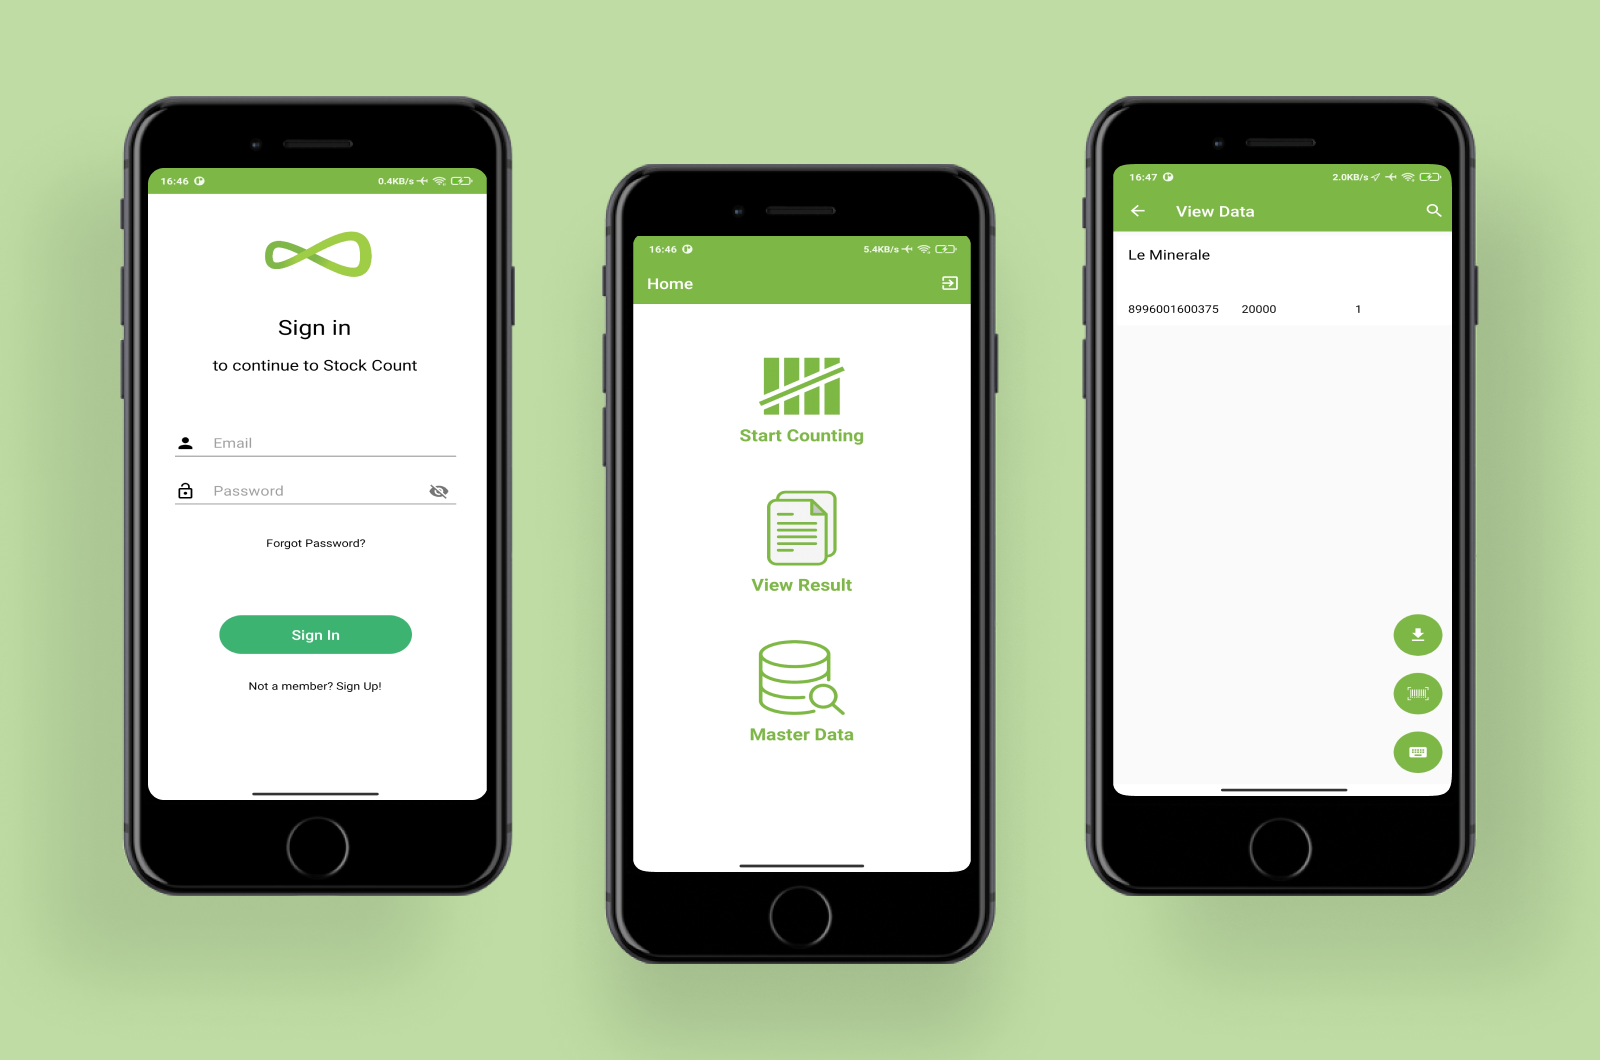 16:46
0.4KB/s
Sign in
to continue to Stock Count
Email
Password
Forgot Password?
Sign In
Not a member? Sign Up!
16:46
5.4KB/s
Home
Start Counting
View Result
Master Data
16:47
2.0KB/s
View Data
Le Minerale
8996001600375 20000 1